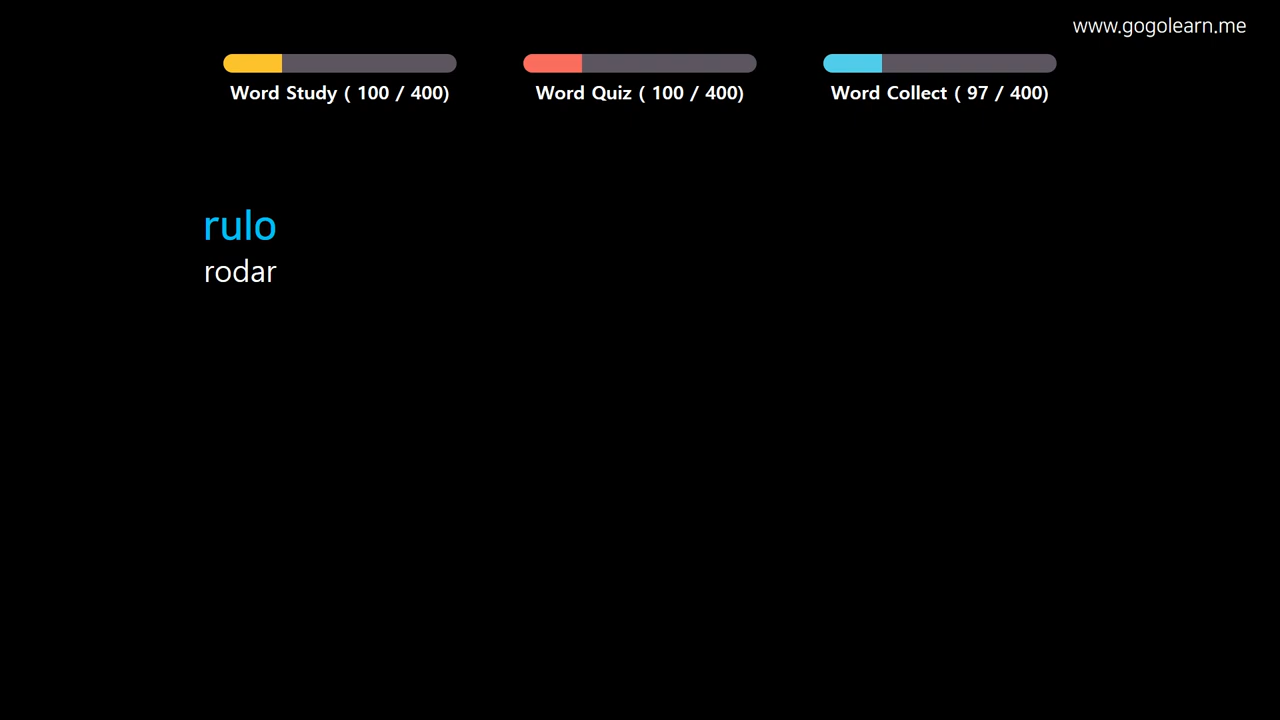 www.gogolearn.me
Word Study ( 100 / 400)
Word Quiz ( 100 / 400)
Word Collect ( 97 / 400)
rulo
rodar